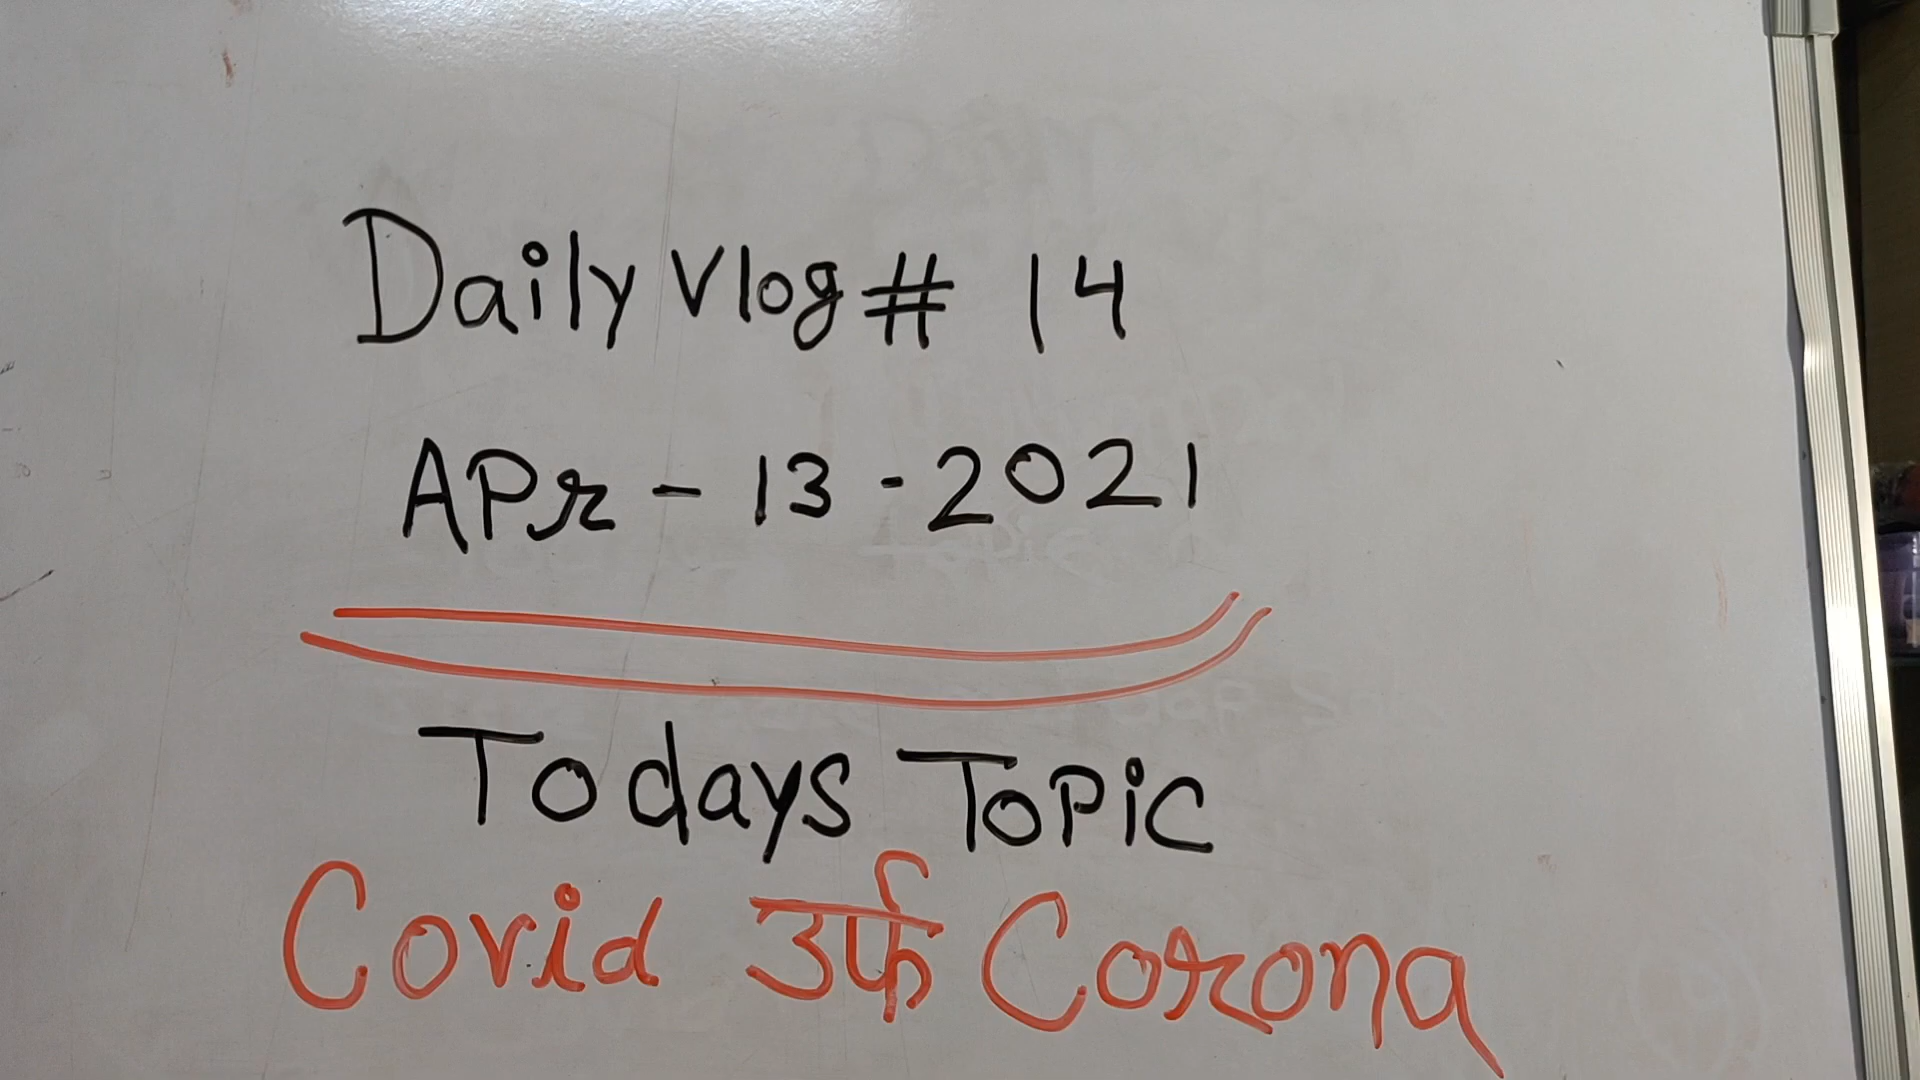 Daily Vlog # 14
APr - 13 - 2021
Todays Topic
Covid उर्फ Corona